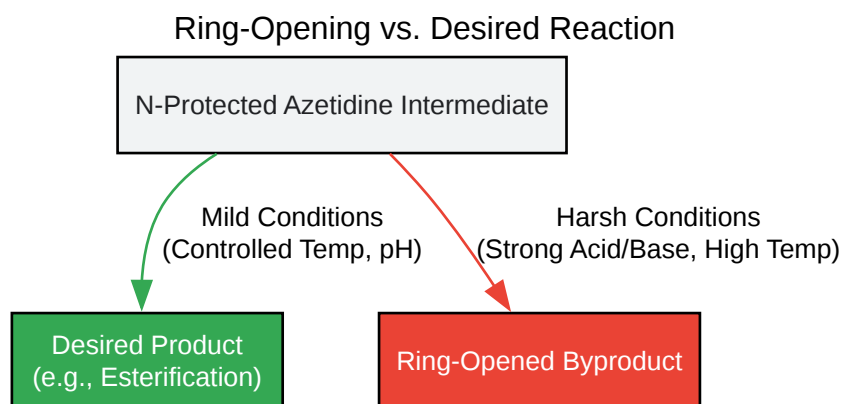 Ring-Opening vs. Desired Reaction
N-Protected Azetidine Intermediate
Mild Conditions
(Controlled Temp, pH)
Harsh Conditions
(Strong Acid/Base, High Temp)
Desired Product
(e.g., Esterification)
Ring-Opened Byproduct